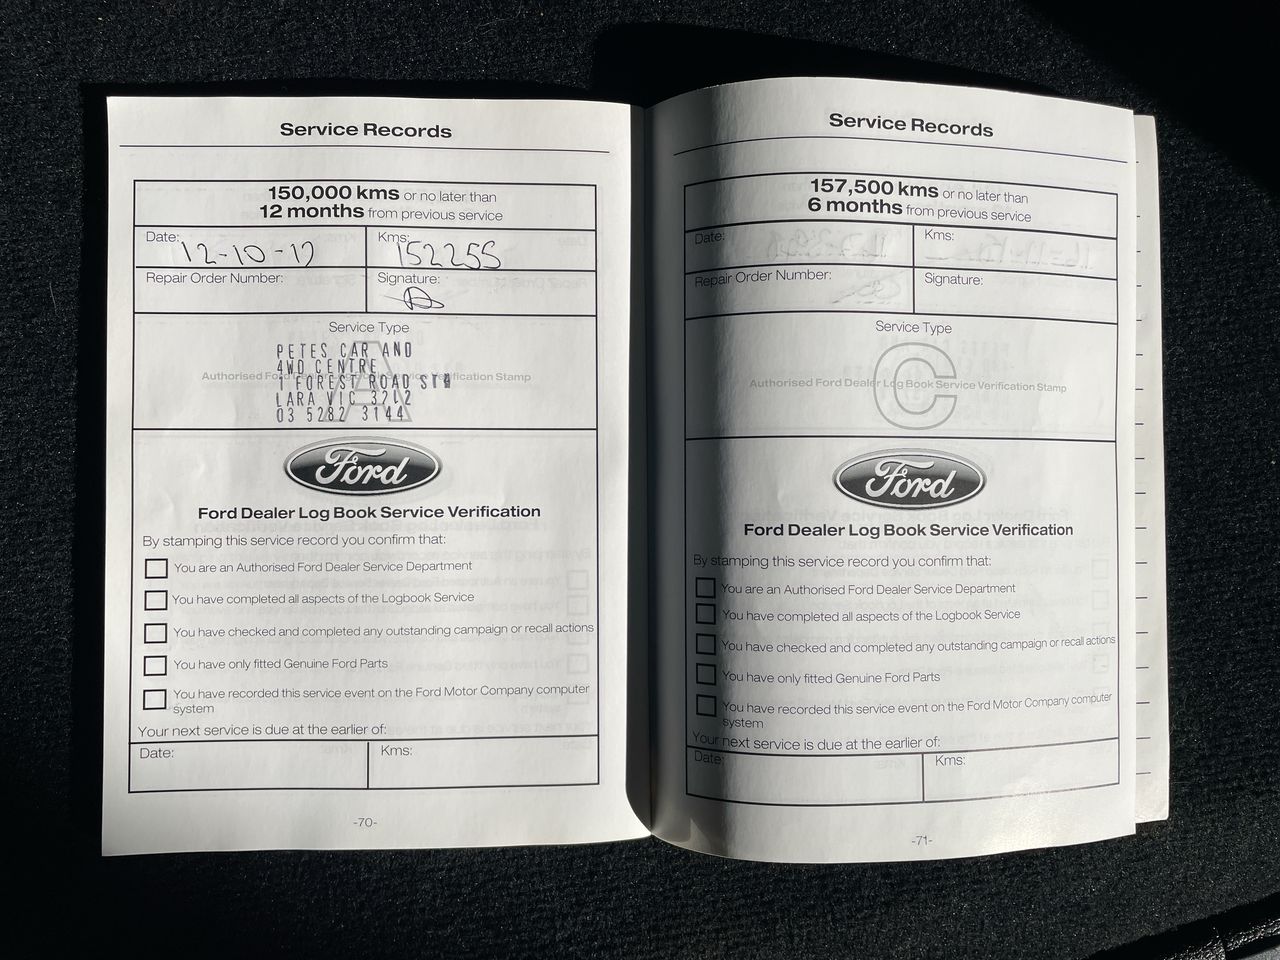 Service Records
150,000 kms or no later than
12 months from previous service
Date: 12-10-17
Kms: 152255
Repair Order Number:
Signature:
Service Type
A
Authorised Ford Dealer Log Book Service Verification Stamp
PETES CAR AND
4WD CENTRE
1 FOREST ROAD STH
LARA VIC 3212
03 5282 3144
Ford
Ford Dealer Log Book Service Verification
By stamping this service record you confirm that:
You are an Authorised Ford Dealer Service Department
You have completed all aspects of the Logbook Service
You have checked and completed any outstanding campaign or recall actions
You have only fitted Genuine Ford Parts
You have recorded this service event on the Ford Motor Company computer
system
Your next service is due at the earlier of:
Date:
Kms:
-70-
Service Records
157,500 kms or no later than
6 months from previous service
Date:
Kms:
Repair Order Number:
Signature:
Service Type
C
Authorised Ford Dealer Log Book Service Verification Stamp
Ford
Ford Dealer Log Book Service Verification
By stamping this service record you confirm that:
You are an Authorised Ford Dealer Service Department
You have completed all aspects of the Logbook Service
You have checked and completed any outstanding campaign or recall actions
You have only fitted Genuine Ford Parts
You have recorded this service event on the Ford Motor Company computer
system
Your next service is due at the earlier of:
Date:
Kms:
-71-